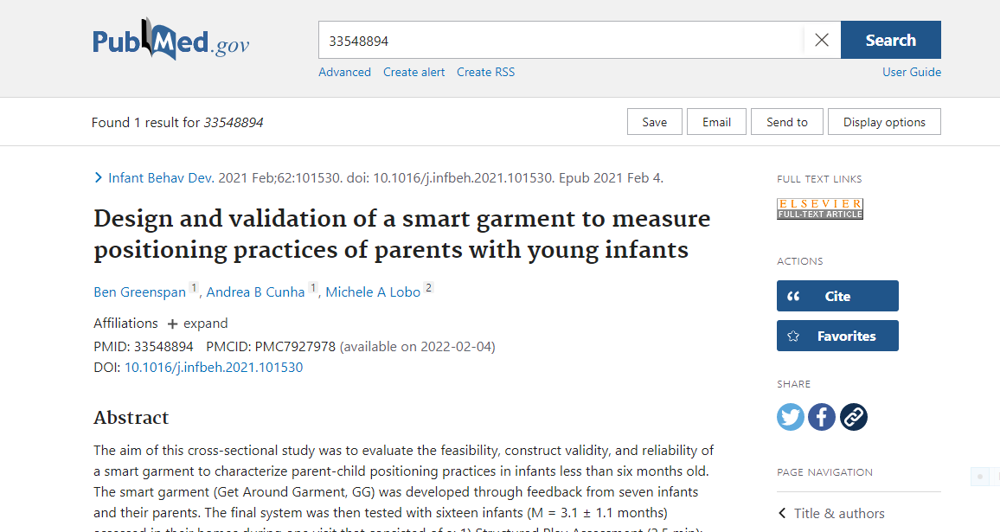 PubMed.gov
33548894
Search
Advanced Create alert Create RSS
User Guide
Found 1 result for 33548894
Save
Email
Send to
Display options
Infant Behav Dev. 2021 Feb;62:101530. doi: 10.1016/j.infbeh.2021.101530. Epub 2021 Feb 4.
Design and validation of a smart garment to measure
positioning practices of parents with young infants
Ben Greenspan 1, Andrea B Cunha 1, Michele A Lobo 2
Affiliations + expand
PMID: 33548894 PMCID: PMC7927978 (available on 2022-02-04)
DOI: 10.1016/j.infbeh.2021.101530
Abstract
The aim of this cross-sectional study was to evaluate the feasibility, construct validity, and reliability of
a smart garment to characterize parent-child positioning practices in infants less than six months old.
The smart garment (Get Around Garment, GG) was developed through feedback from seven infants
and their parents. The final system was then tested with sixteen infants (M = 3.1 ± 1.1 months)
FULL TEXT LINKS
ELSEVIER
FULL-TEXT ARTICLE
ACTIONS
Cite
Favorites
SHARE
PAGE NAVIGATION
Title & authors